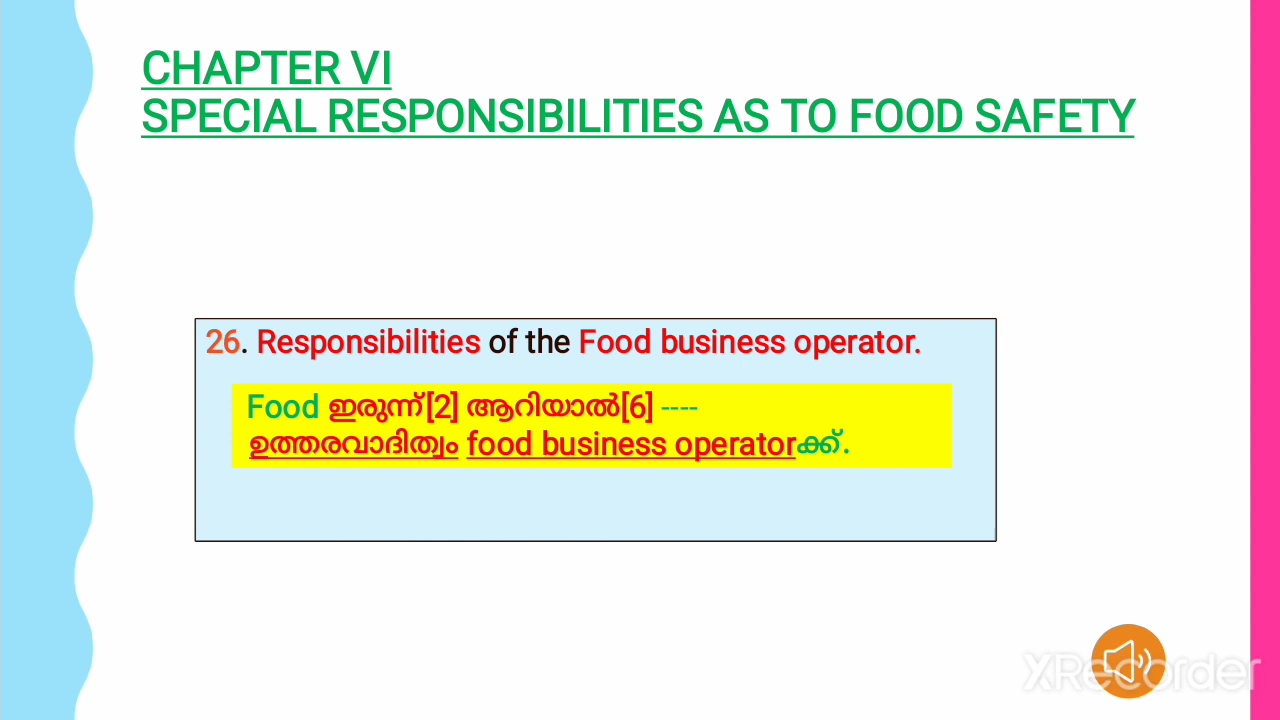 CHAPTER VI
SPECIAL RESPONSIBILITIES AS TO FOOD SAFETY
26. Responsibilities of the Food business operator.
Food ഇരുന്ന്[2] ആറിയാൽ[6] ----
ഉത്തരവാദിത്വം food business operatorക്ക്.
XRecorder